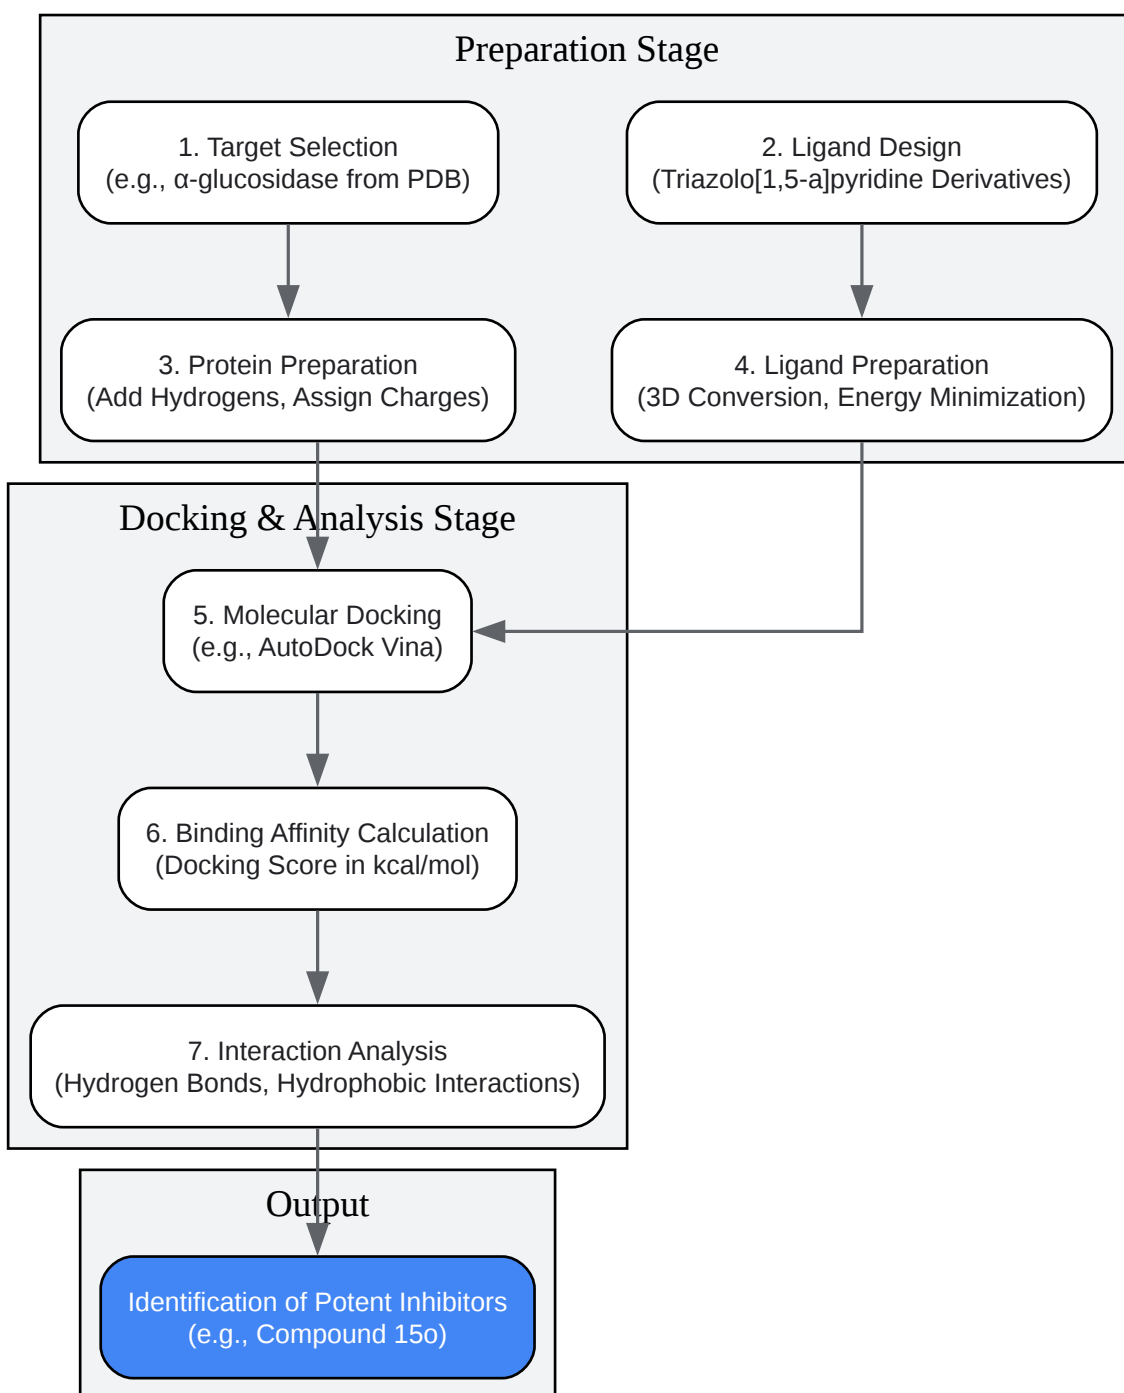 Preparation Stage
1. Target Selection
(e.g., α-glucosidase from PDB)
2. Ligand Design
(Triazolo[1,5-a]pyridine Derivatives)
3. Protein Preparation
(Add Hydrogens, Assign Charges)
4. Ligand Preparation
(3D Conversion, Energy Minimization)
Docking & Analysis Stage
5. Molecular Docking
(e.g., AutoDock Vina)
6. Binding Affinity Calculation
(Docking Score in kcal/mol)
7. Interaction Analysis
(Hydrogen Bonds, Hydrophobic Interactions)
Output
Identification of Potent Inhibitors
(e.g., Compound 15o)